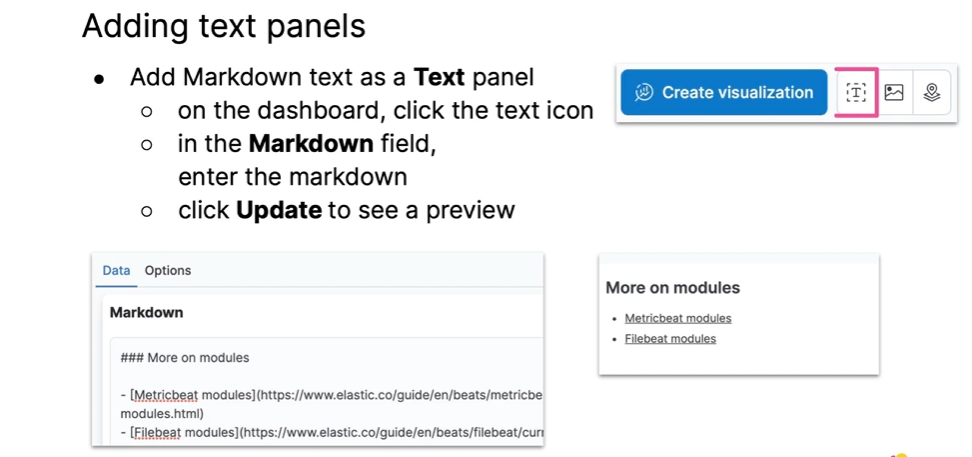 Adding text panels
● Add Markdown text as a Text panel
○ on the dashboard, click the text icon
○ in the Markdown field,
enter the markdown
○ click Update to see a preview
Create visualization
Data Options
Markdown
### More on modules
- [Metricbeat modules](https://www.elastic.co/guide/en/beats/metricbe
modules.html)
- [Filebeat modules](https://www.elastic.co/guide/en/beats/filebeat/curr
More on modules
• Metricbeat modules
• Filebeat modules